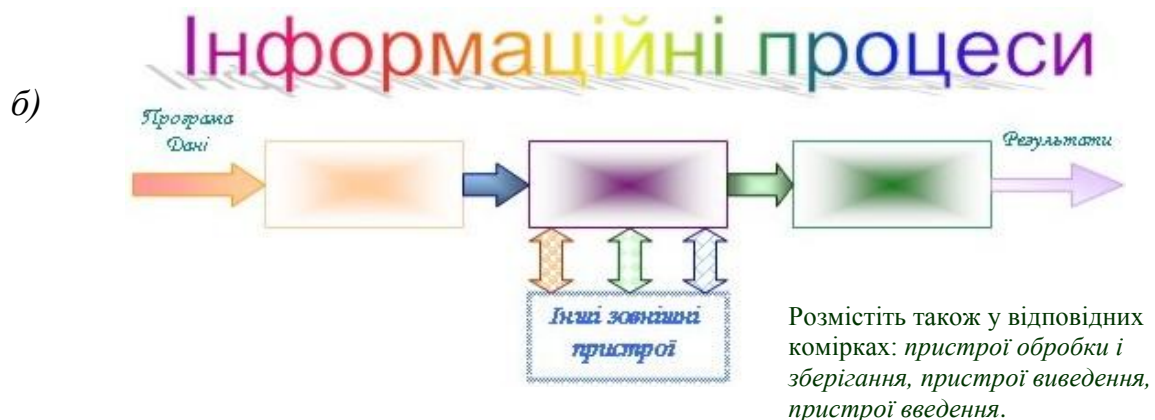 Інформаційні процеси
б)
Програма
Дані
Результати
Інші зовнішні
пристрої
Розмістіть також у відповідних
комірках: пристрої обробки і
зберігання, пристрої виведення,
пристрої введення.